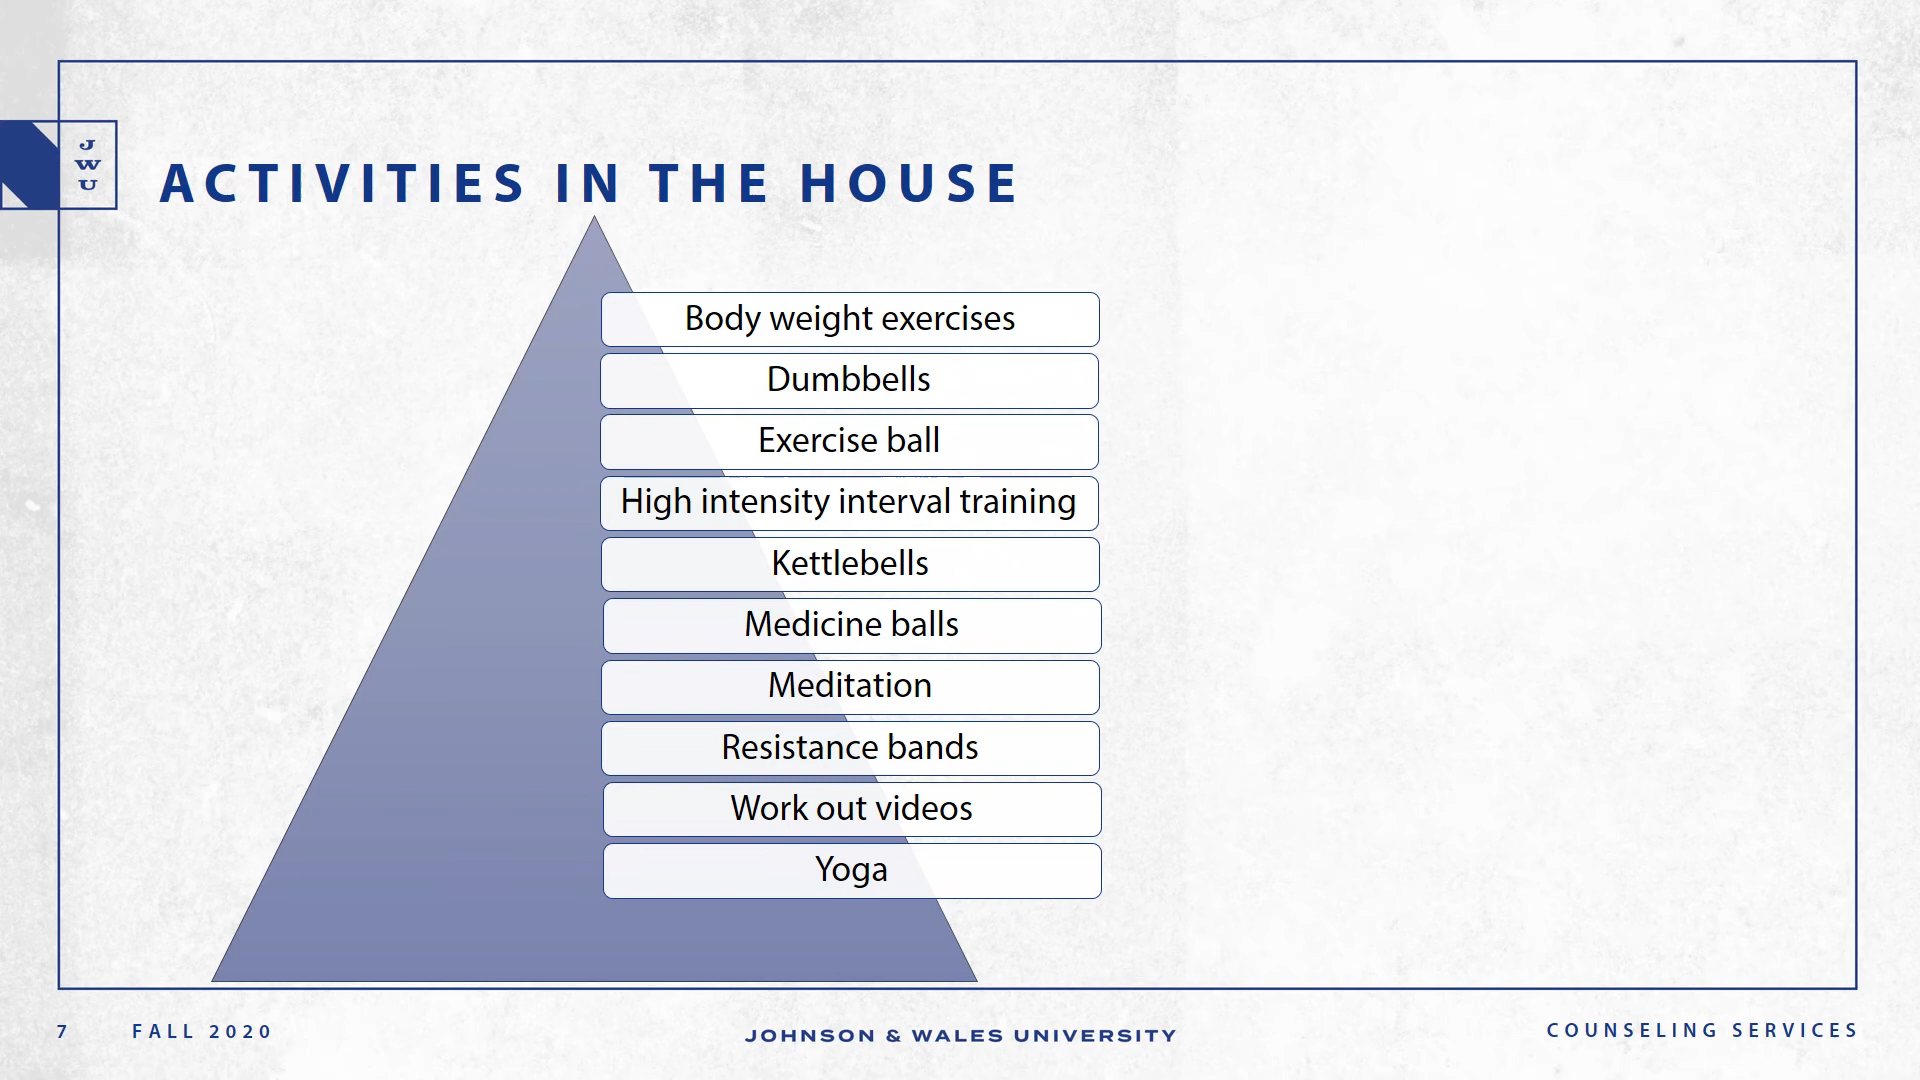 J
W
U
ACTIVITIES IN THE HOUSE
Body weight exercises
Dumbbells
Exercise ball
High intensity interval training
Kettlebells
Medicine balls
Meditation
Resistance bands
Work out videos
Yoga
7 FALL 2020
JOHNSON & WALES UNIVERSITY
COUNSELING SERVICES